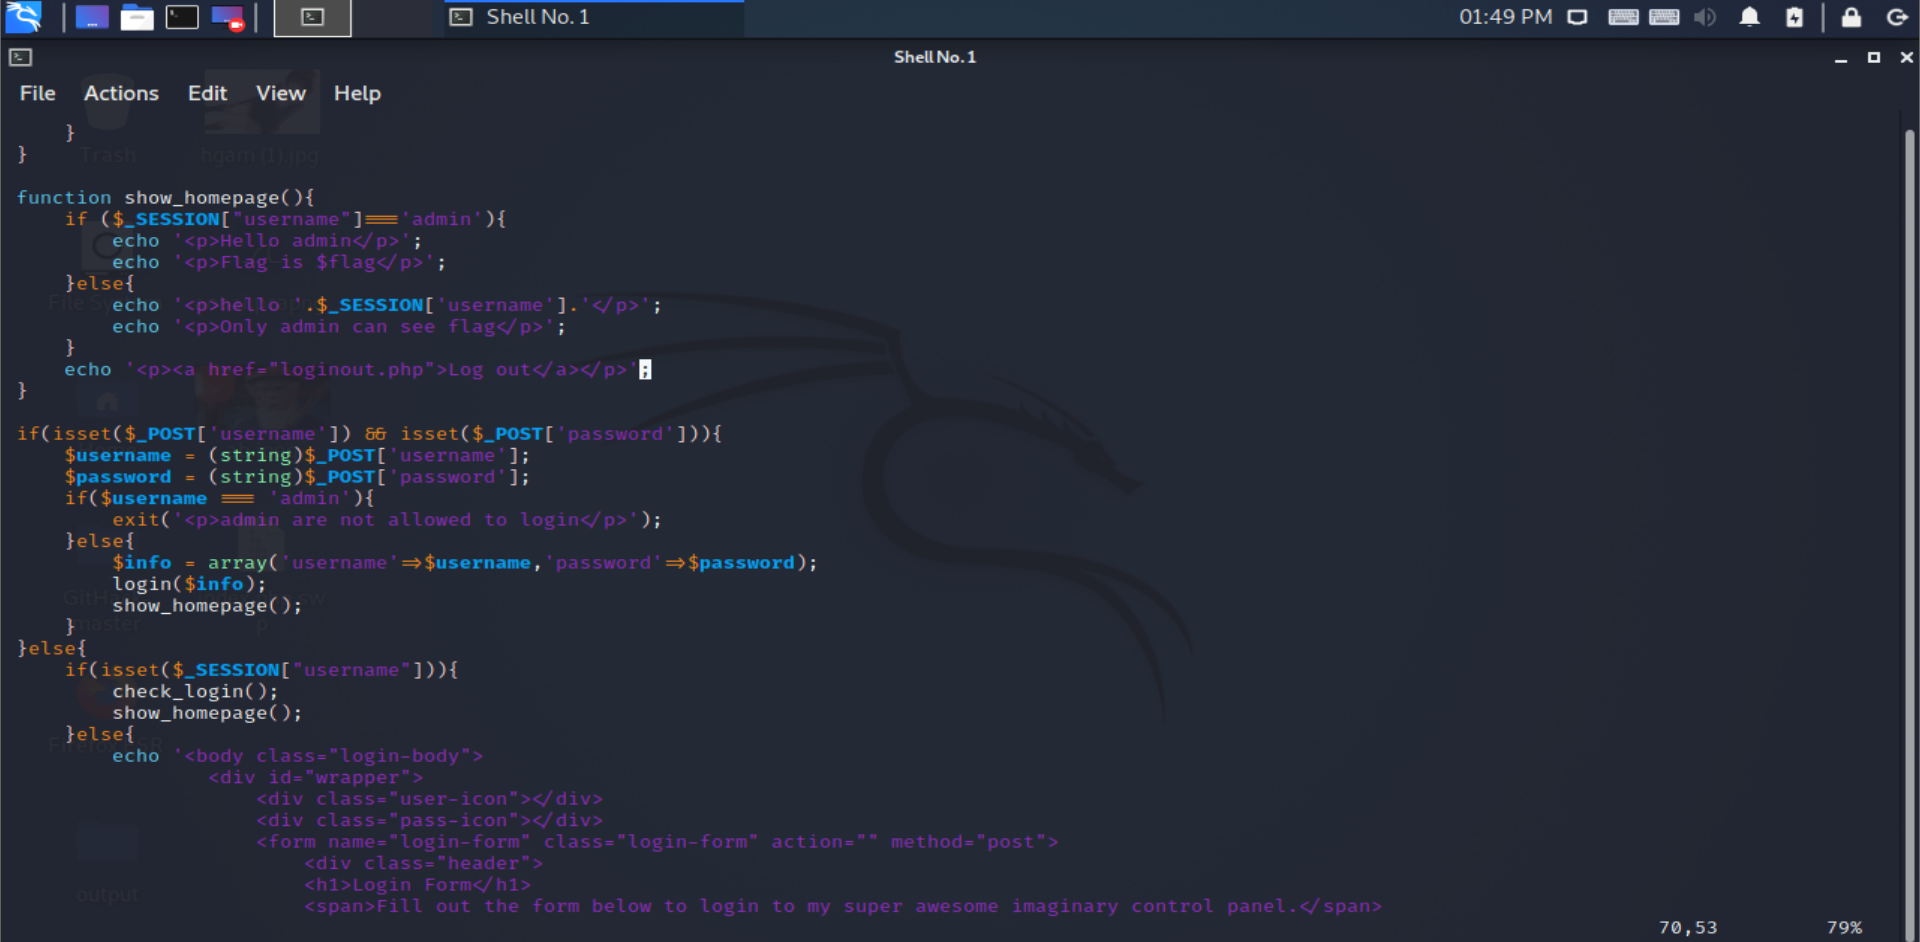 Shell No. 1
01:49 PM
Shell No. 1
File Actions Edit View Help
}
}
Trash
hgam (1).jpg
function show_homepage(){
if ($_SESSION["username"]==='admin'){
echo '<p>Hello admin</p>';
echo '<p>Flag is $flag</p>';
}else{
echo '<p>hello '.$_SESSION['username'].'</p>';
echo '<p>Only admin can see flag</p>';
}
echo '<p><a href="loginout.php">Log out</a></p>';
}
if(isset($_POST['username']) && isset($_POST['password'])){
$username = (string)$_POST['username'];
$password = (string)$_POST['password'];
if($username === 'admin'){
exit('<p>admin are not allowed to login</p>');
}else{
$info = array('username'=>$username,'password'=>$password);
login($info);
show_homepage();
}
}else{
if(isset($_SESSION["username"])){
check_login();
show_homepage();
}else{
echo '<body class="login-body">
<div id="wrapper">
<div class="user-icon"></div>
<div class="pass-icon"></div>
<form name="login-form" class="login-form" action="" method="post">
<div class="header">
<h1>Login Form</h1>
output
<span>Fill out the form below to login to my super awesome imaginary control panel.</span>
70,53 79%